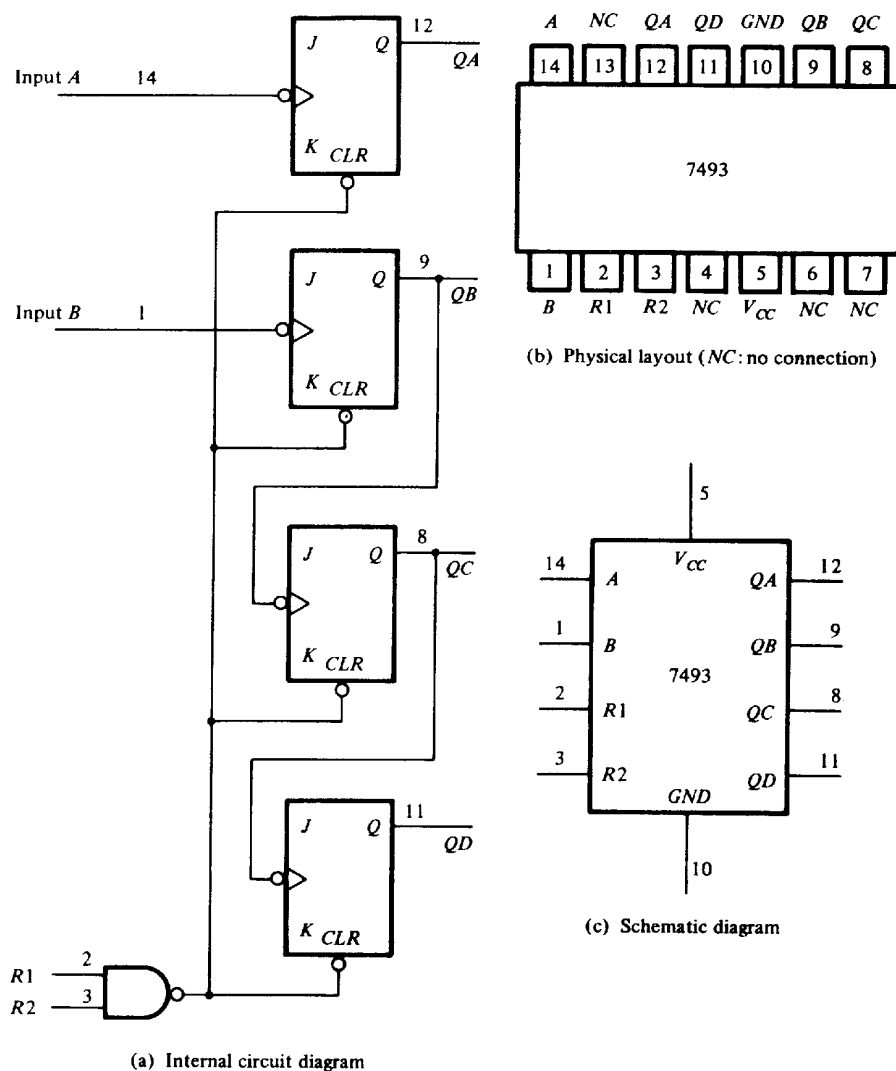 Input A
14
J
Q
12
QA
K
CLR
Input B
1
J
Q
9
QB
K
CLR
J
Q
8
QC
K
CLR
J
Q
11
QD
K
CLR
R1
2
R2
3
(a) Internal circuit diagram
A NC QA QD GND QB QC
14 13 12 11 10 9 8
7493
1 2 3 4 5 6 7
B R1 R2 NC VCC NC NC
(b) Physical layout (NC: no connection)
5
VCC
14 A QA 12
1 B QB 9
7493
2 R1 QC 8
3 R2 QD 11
GND
10
(c) Schematic diagram